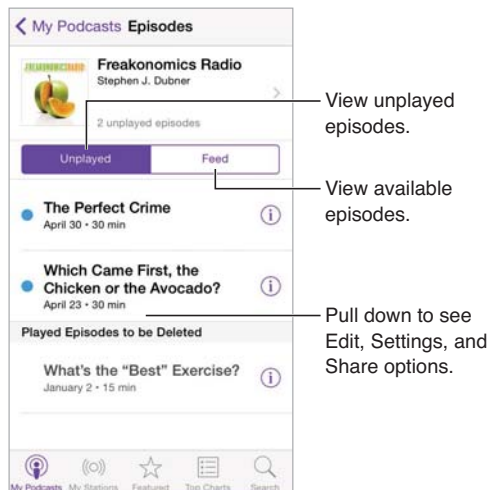 My Podcasts Episodes
FREAKONOMICS RADIO
Freakonomics Radio
Stephen J. Dubner
2 unplayed episodes
Unplayed
Feed
The Perfect Crime
April 30 • 30 min
Which Came First, the
Chicken or the Avocado?
April 23 • 30 min
Played Episodes to be Deleted
What's the “Best” Exercise?
January 2 • 15 min
My Podcasts
My Stations
Featured
Top Charts
Search
View unplayed
episodes.
View available
episodes.
Pull down to see
Edit, Settings, and
Share options.